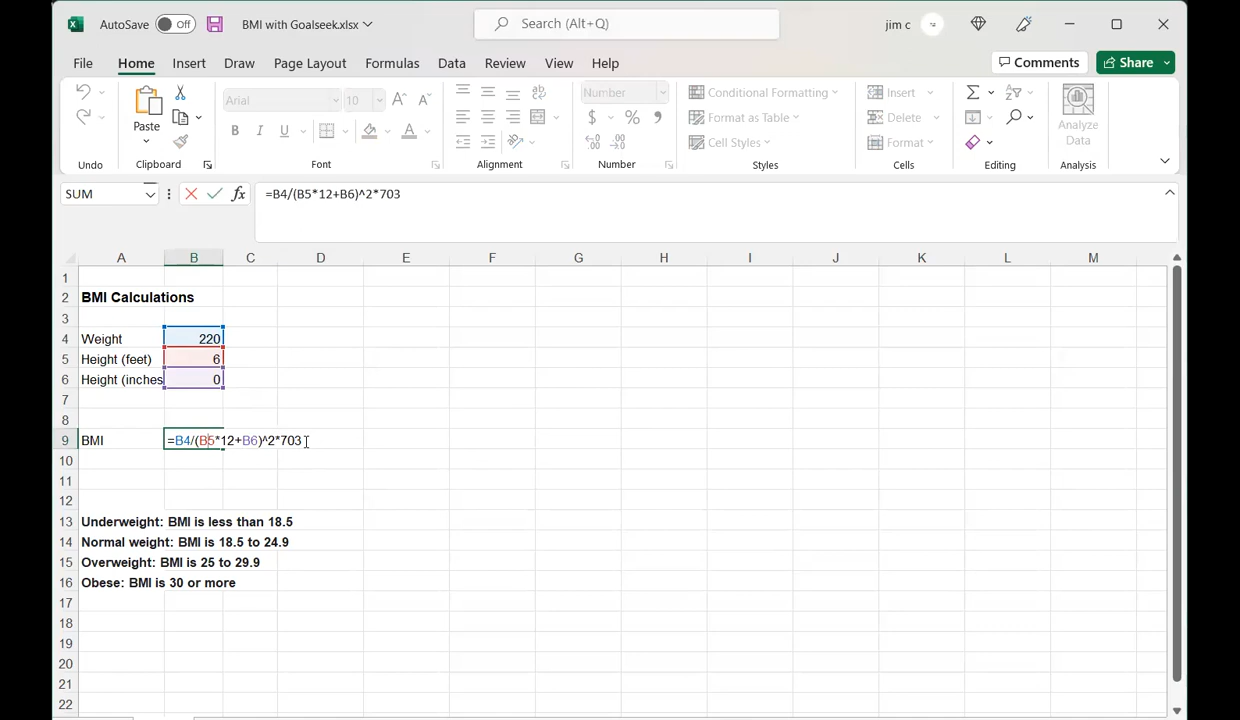 AutoSave Off BMI with Goalseek.xlsx Search (Alt+Q) jim c
File Home Insert Draw Page Layout Formulas Data Review View Help Comments Share
Paste
Arial 10
B I U A
Number
$ % ,
Conditional Formatting
Format as Table
Cell Styles
Insert
Delete
Format
Analyze
Data
Undo Clipboard Font Alignment Number Styles Cells Editing Analysis
SUM fx =B4/(B5*12+B6)^2*703
A B C D E F G H I J K L M
1
2 BMI Calculations
3
4 Weight 220
5 Height (feet) 6
6 Height (inches 0
7
8
9 BMI =B4/(B5*12+B6)^2*703
10
11
12
13 Underweight: BMI is less than 18.5
14 Normal weight: BMI is 18.5 to 24.9
15 Overweight: BMI is 25 to 29.9
16 Obese: BMI is 30 or more
17
18
19
20
21
22